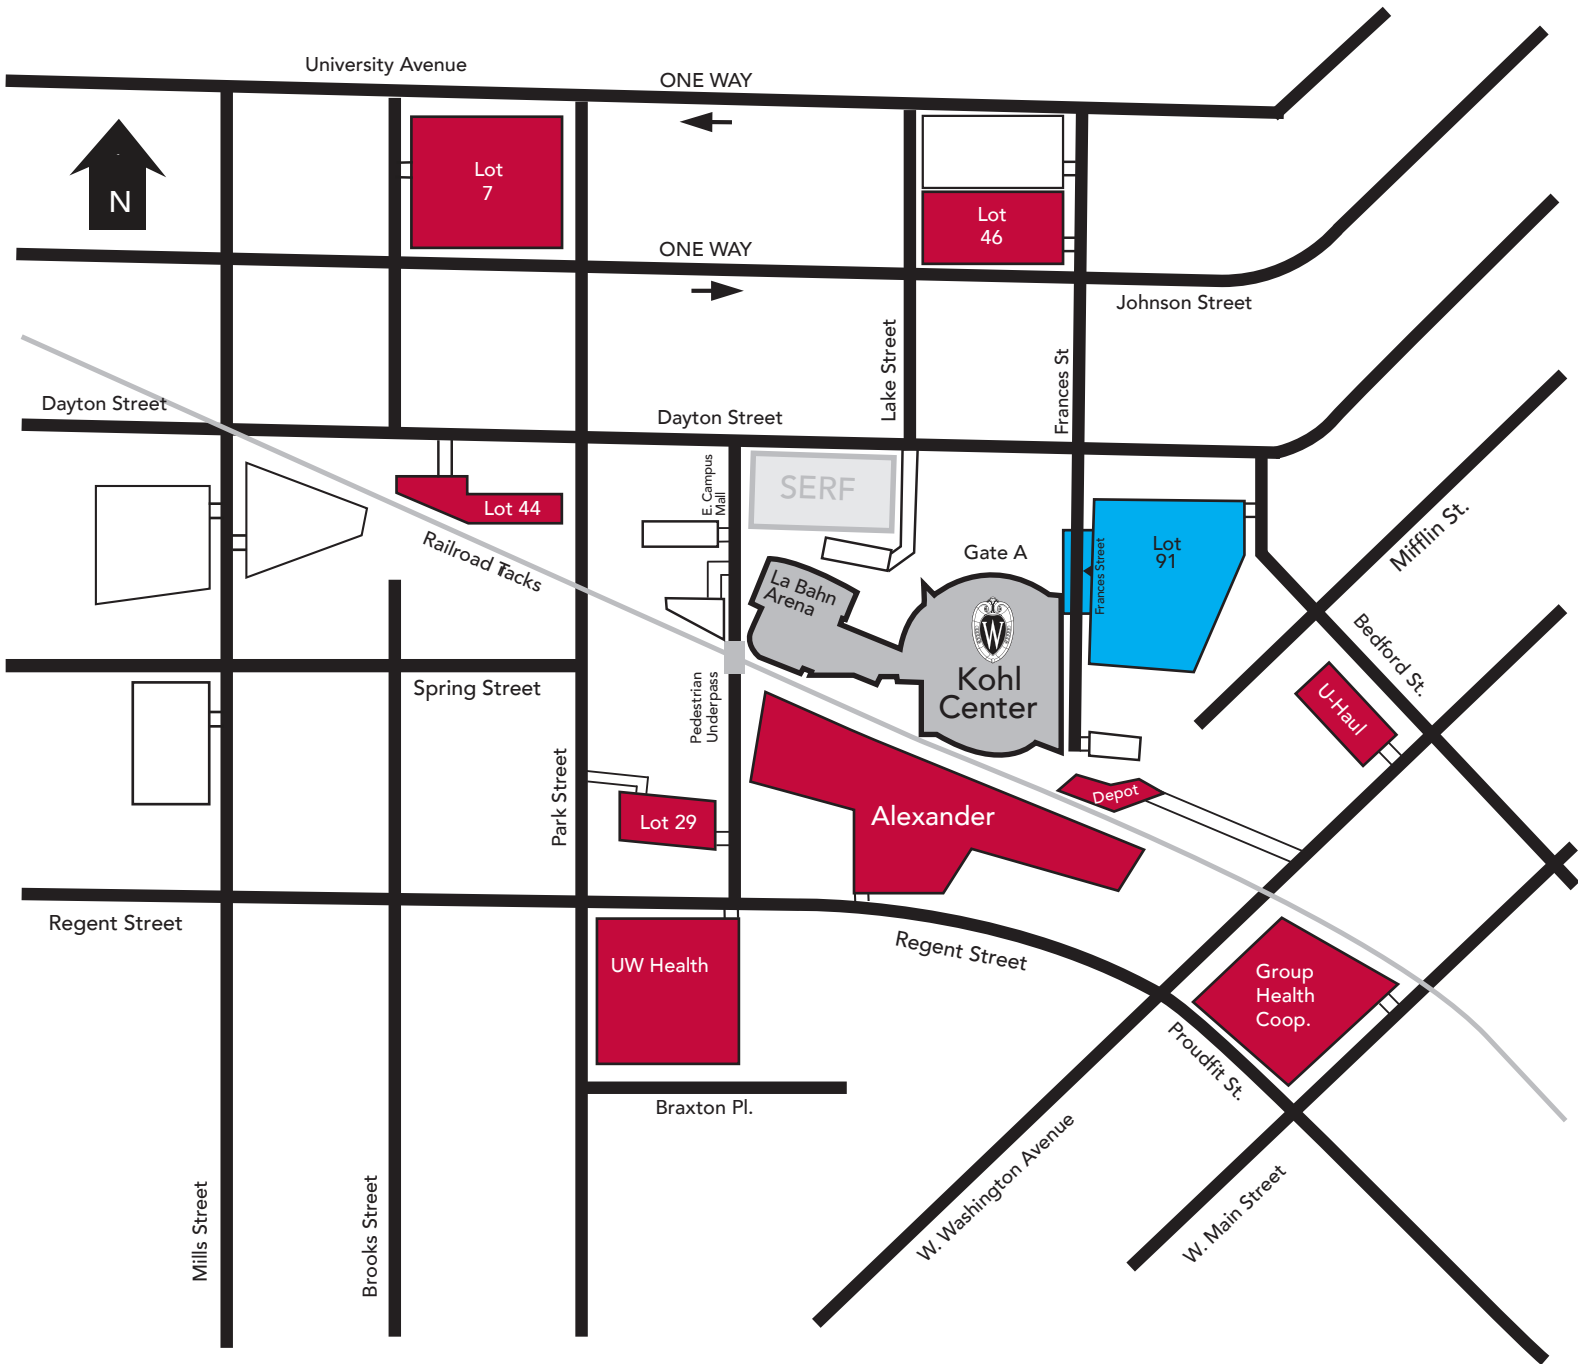 University Avenue
ONE WAY
N
Lot
7
Lot
46
ONE WAY
Johnson Street
Lake Street
Frances St
Dayton Street
Dayton Street
E. Campus
Mall
SERF
Lot 44
Railroad Tacks
Gate A
Lot
91
Frances Street
Mifflin St.
La Bahn
Arena
W
Kohl
Center
Bedford St.
Spring Street
Pedestrian
Underpass
U-Haul
Park Street
Lot 29
Alexander
Depot
Regent Street
Regent Street
UW Health
Group
Health
Coop.
Proudfit St.
Braxton Pl.
W. Washington Avenue
W. Main Street
Mills Street
Brooks Street